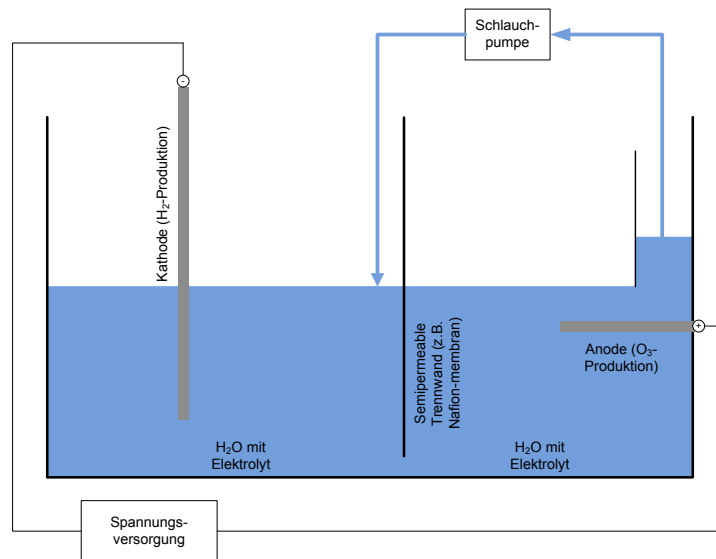 Schlauch-
pumpe
-
Kathode (H₂-Produktion)
Semipermeable
Trennwand (z.B.
Nafion-membran)
+
Anode (O₃-
Produktion)
H₂O mit
Elektrolyt
H₂O mit
Elektrolyt
Spannungs-
versorgung